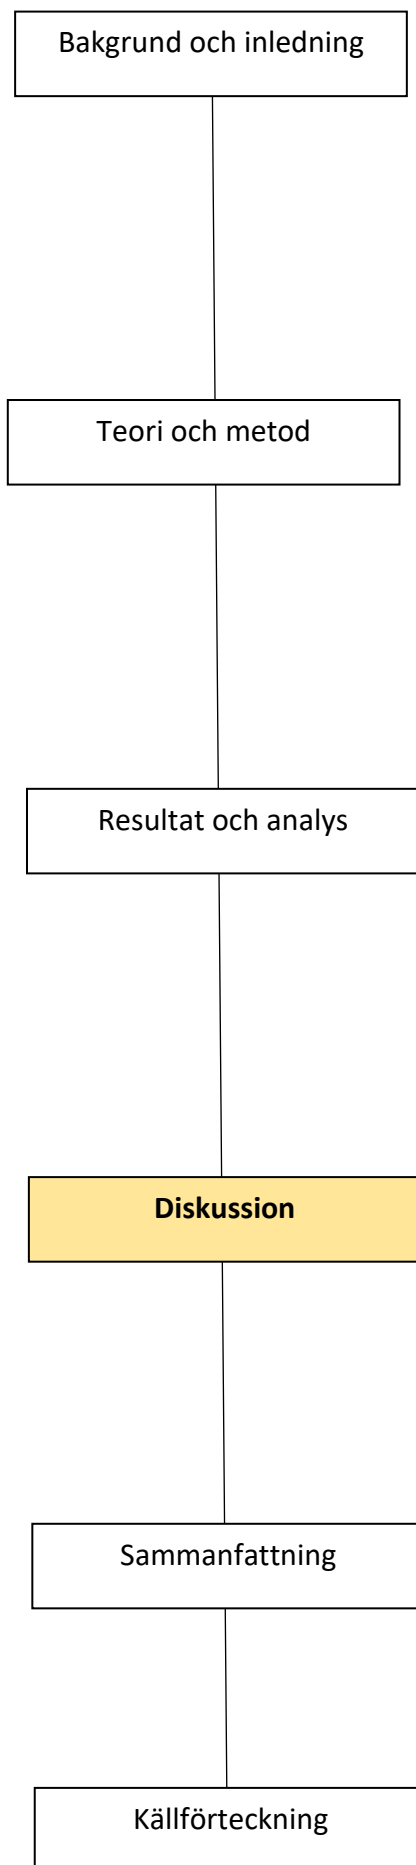 Bakgrund och inledning
Teori och metod
Resultat och analys
Diskussion
Sammanfattning
Källförteckning